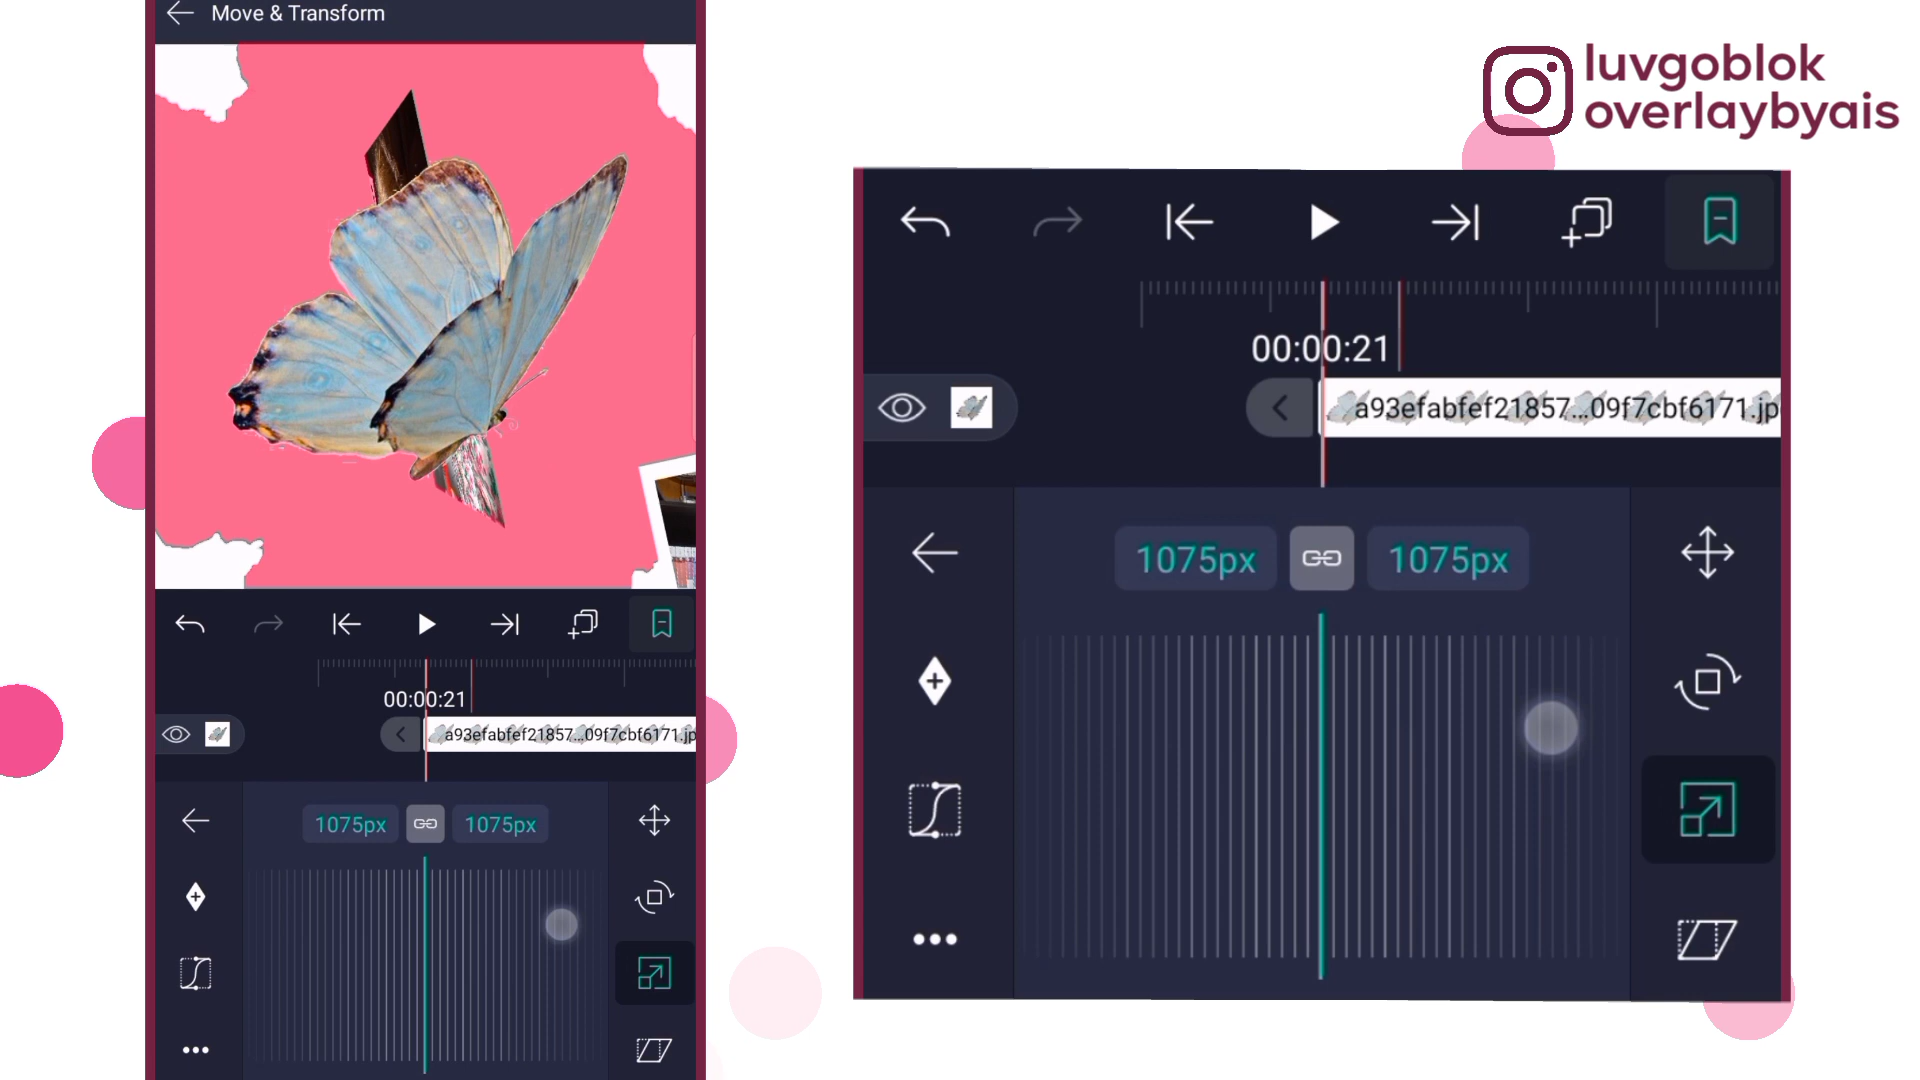 Move & Transform
luvgoblok
overlaybyais
00:00:21
a93efabfef21857...09f7cbf6171.jp
1075px
1075px
00:00:21
a93efabfef21857...09f7cbf6171.jp
1075px
1075px